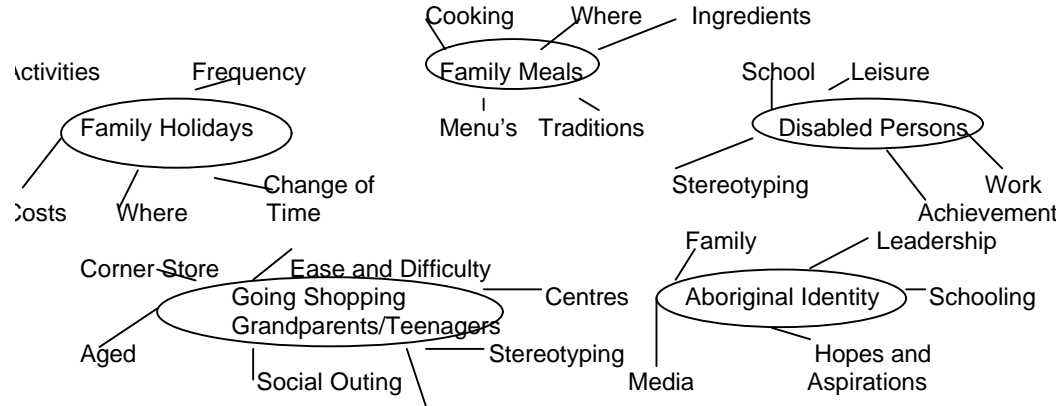 Cooking Where Ingredients
Activities Frequency Family Meals School Leisure
Family Holidays Menu's Traditions Disabled Persons
Stereotyping Work
Costs Where Change of Time Achievement
Family Leadership
Corner Store Ease and Difficulty
Going Shopping Centres Aboriginal Identity Schooling
Grandparents/Teenagers
Aged Stereotyping Hopes and
Social Outing Media Aspirations